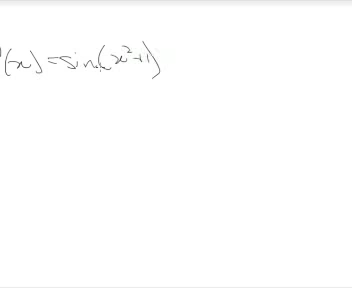 (x) = sin(x²+1)